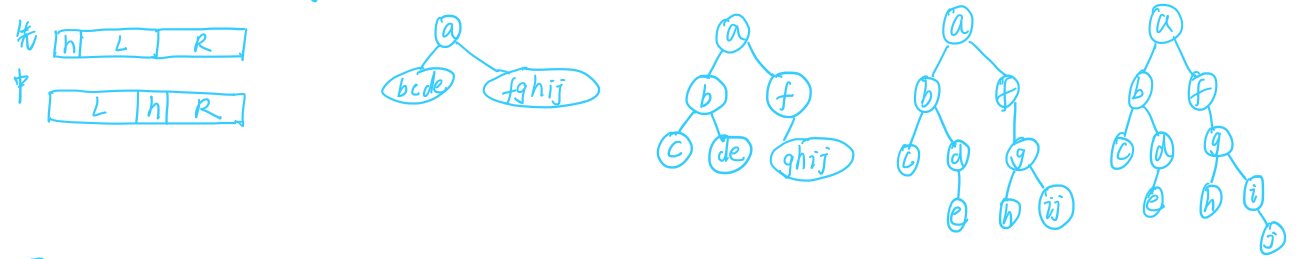 先 h L R
中 L h R
a
bcde fghij
a
b f
c de ghij
a
b f
c d g
e h ij
a
b f
c d g
e h i
j